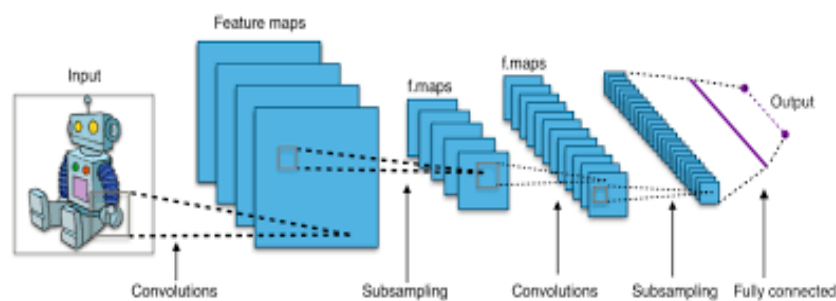 Feature maps
Input
f.maps
f.maps
Output
Convolutions
Subsampling
Convolutions
Subsampling
Fully connected